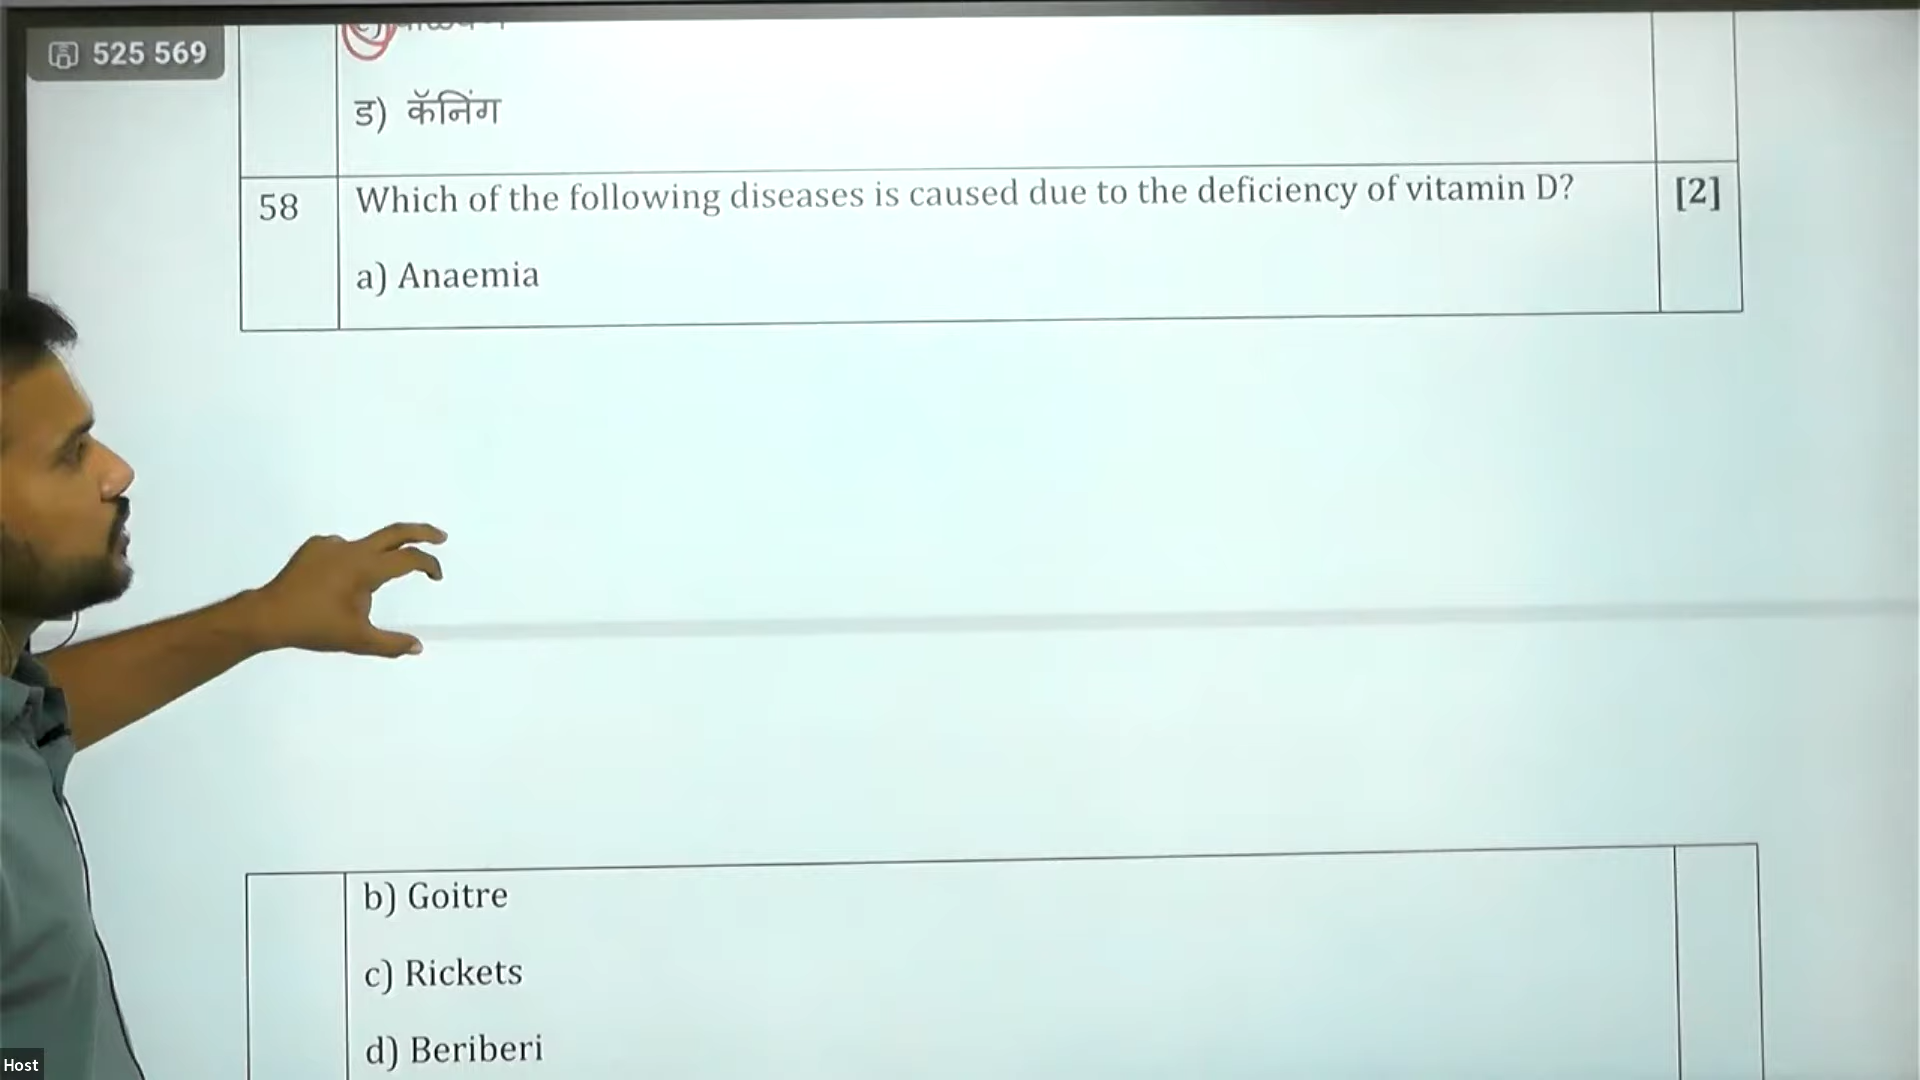 525 569
ड) कॅनिंग
58 Which of the following diseases is caused due to the deficiency of vitamin D? [2]
a) Anaemia
b) Goitre
c) Rickets
d) Beriberi
Host